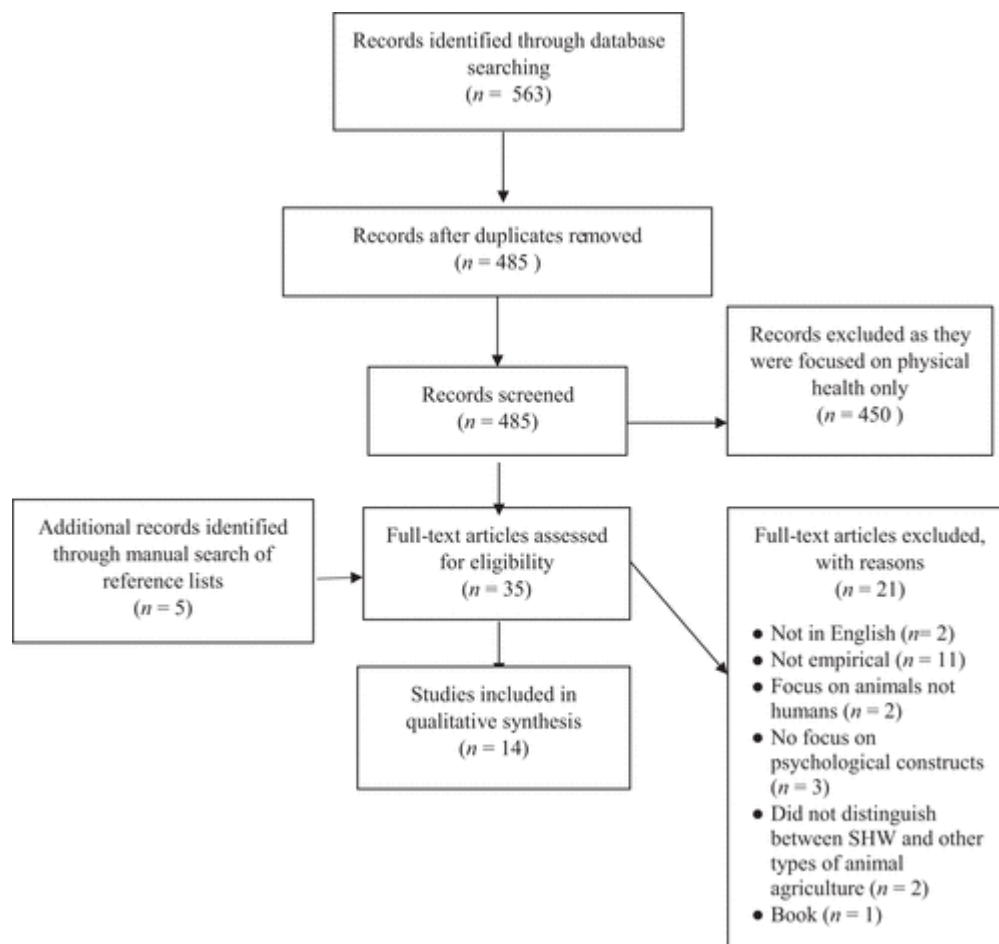 Records identified through database
searching
(n = 563)
Records after duplicates removed
(n = 485 )
Records screened
(n = 485)
Records excluded as they
were focused on physical
health only
(n = 450 )
Additional records identified
through manual search of
reference lists
(n = 5)
Full-text articles assessed
for eligibility
(n = 35)
Full-text articles excluded,
with reasons
(n = 21)
● Not in English (n= 2)
● Not empirical (n = 11)
● Focus on animals not
humans (n = 2)
● No focus on
psychological constructs
(n = 3)
● Did not distinguish
between SHW and other
types of animal
agriculture (n = 2)
● Book (n = 1)
Studies included in
qualitative synthesis
(n = 14)